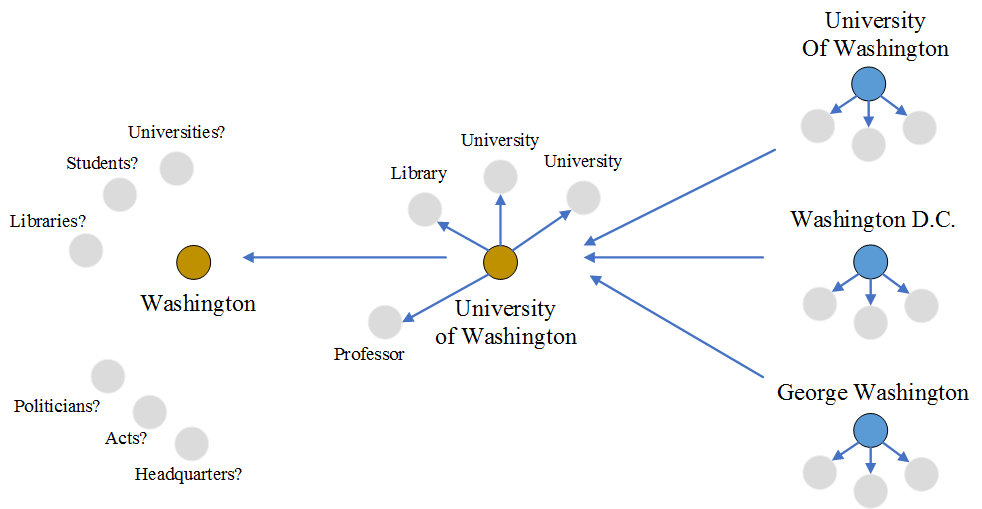 University
Of Washington
Universities?
Students?
Libraries?
University
University
Library
Washington
University
of Washington
Professor
Washington D.C.
Politicians?
Acts?
Headquarters?
George Washington